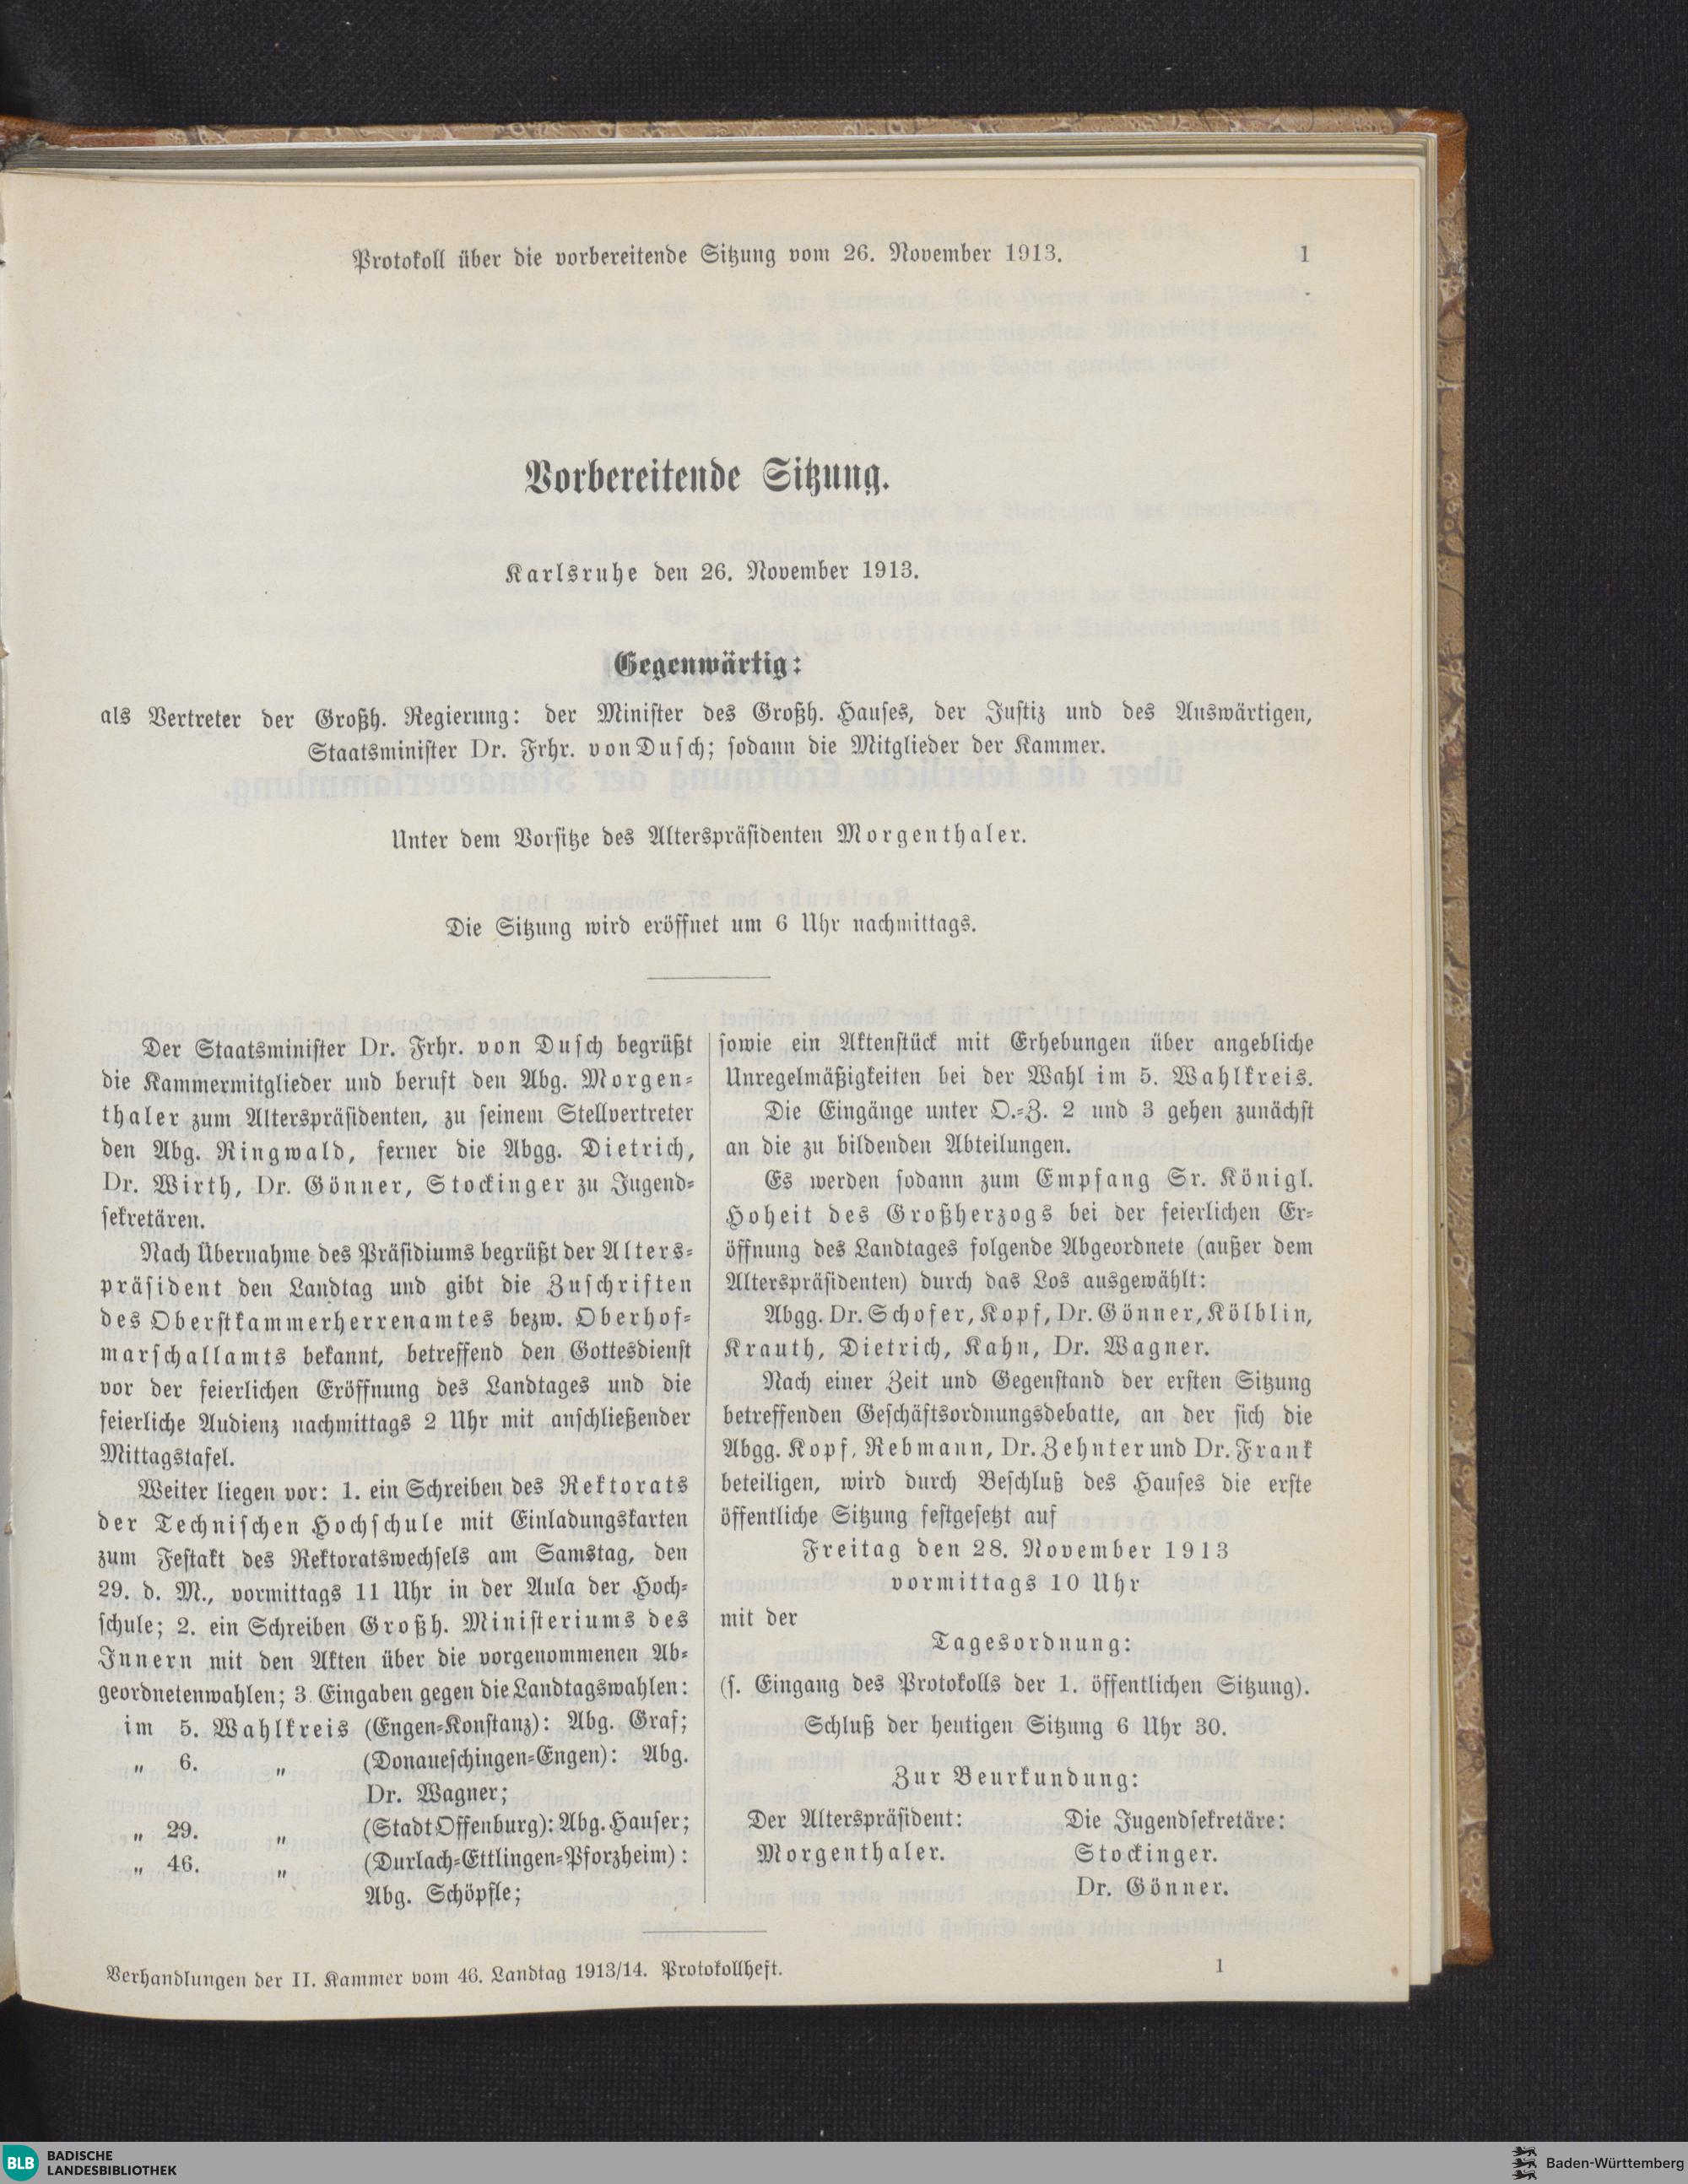 Protokoll über die vorbereitende Sitzung vom 26. November 1913.
1
Vorbereitende Sitzung.
Karlsruhe den 26. November 1913.
Gegenwärtig:
als Vertreter der Großh. Regierung: der Minister des Großh. Hauses, der Justiz und des Auswärtigen,
Staatsminister Dr. Frhr. von Dusch; sodann die Mitglieder der Kammer.
Unter dem Vorsitze des Alterspräsidenten Morgenthaler.
Die Sitzung wird eröffnet um 6 Uhr nachmittags.
Der Staatsminister Dr. Frhr. von Dusch begrüßt
die Kammermitglieder und beruft den Abg. Morgen-
thaler zum Alterspräsidenten, zu seinem Stellvertreter
den Abg. Ringwald, ferner die Abgg. Dietrich,
Dr. Wirth, Dr. Gönner, Stockinger zu Jugend-
sekretären.
Nach Übernahme des Präsidiums begrüßt der Alters-
präsident den Landtag und gibt die Zuschriften
des Oberstkammerherrenamtes bezw. Oberhof-
marschallamts bekannt, betreffend den Gottesdienst
vor der feierlichen Eröffnung des Landtages und die
feierliche Audienz nachmittags 2 Uhr mit anschließender
Mittagstafel.
Weiter liegen vor: 1. ein Schreiben des Rektorats
der Technischen Hochschule mit Einladungskarten
zum Festakt des Rektoratswechsels am Samstag, den
29. d. M., vormittags 11 Uhr in der Aula der Hoch-
schule; 2. ein Schreiben Großh. Ministeriums des
Innern mit den Akten über die vorgenommenen Ab-
geordnetenwahlen; 3 Eingaben gegen die Landtagswahlen:
im 5. Wahlkreis (Engen-Konstanz): Abg. Graf;
„ 6. „ (Donaueschingen-Engen): Abg.
Dr. Wagner;
„ 29. „ (Stadt Offenburg): Abg. Hauser;
„ 46. „ (Durlach-Ettlingen-Pforzheim):
Abg. Schöpfle;
sowie ein Aktenstück mit Erhebungen über angebliche
Unregelmäßigkeiten bei der Wahl im 5. Wahlkreis.
Die Eingänge unter O.-Z. 2 und 3 gehen zunächst
an die zu bildenden Abteilungen.
Es werden sodann zum Empfang Sr. Königl.
Hoheit des Großherzogs bei der feierlichen Er-
öffnung des Landtages folgende Abgeordnete (außer dem
Alterspräsidenten) durch das Los ausgewählt:
Abgg. Dr. Schofer, Kopf, Dr. Gönner, Kölblin,
Krauth, Dietrich, Kahn, Dr. Wagner.
Nach einer Zeit und Gegenstand der ersten Sitzung
betreffenden Geschäftsordnungsdebatte, an der sich die
Abgg. Kopf, Rebmann, Dr. Zehnter und Dr. Frank
beteiligen, wird durch Beschluß des Hauses die erste
öffentliche Sitzung festgesetzt auf
Freitag den 28. November 1913
vormittags 10 Uhr
mit der
Tagesordnung:
(s. Eingang des Protokolls der 1. öffentlichen Sitzung).
Schluß der heutigen Sitzung 6 Uhr 30.
Zur Beurkundung:
Der Alterspräsident:
Morgenthaler.
Die Jugendsekretäre:
Stockinger.
Dr. Gönner.
Verhandlungen der II. Kammer vom 46. Landtag 1913/14. Protokollheft.
1
BLB BADISCHE
LANDESBIBLIOTHEK
Baden-Württemberg